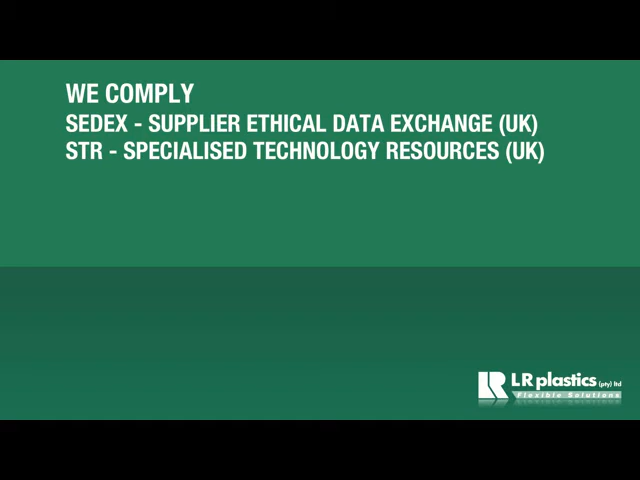 WE COMPLY
SEDEX - SUPPLIER ETHICAL DATA EXCHANGE (UK)
STR - SPECIALISED TECHNOLOGY RESOURCES (UK)
LR plastics (pty) ltd
Flexible Solutions